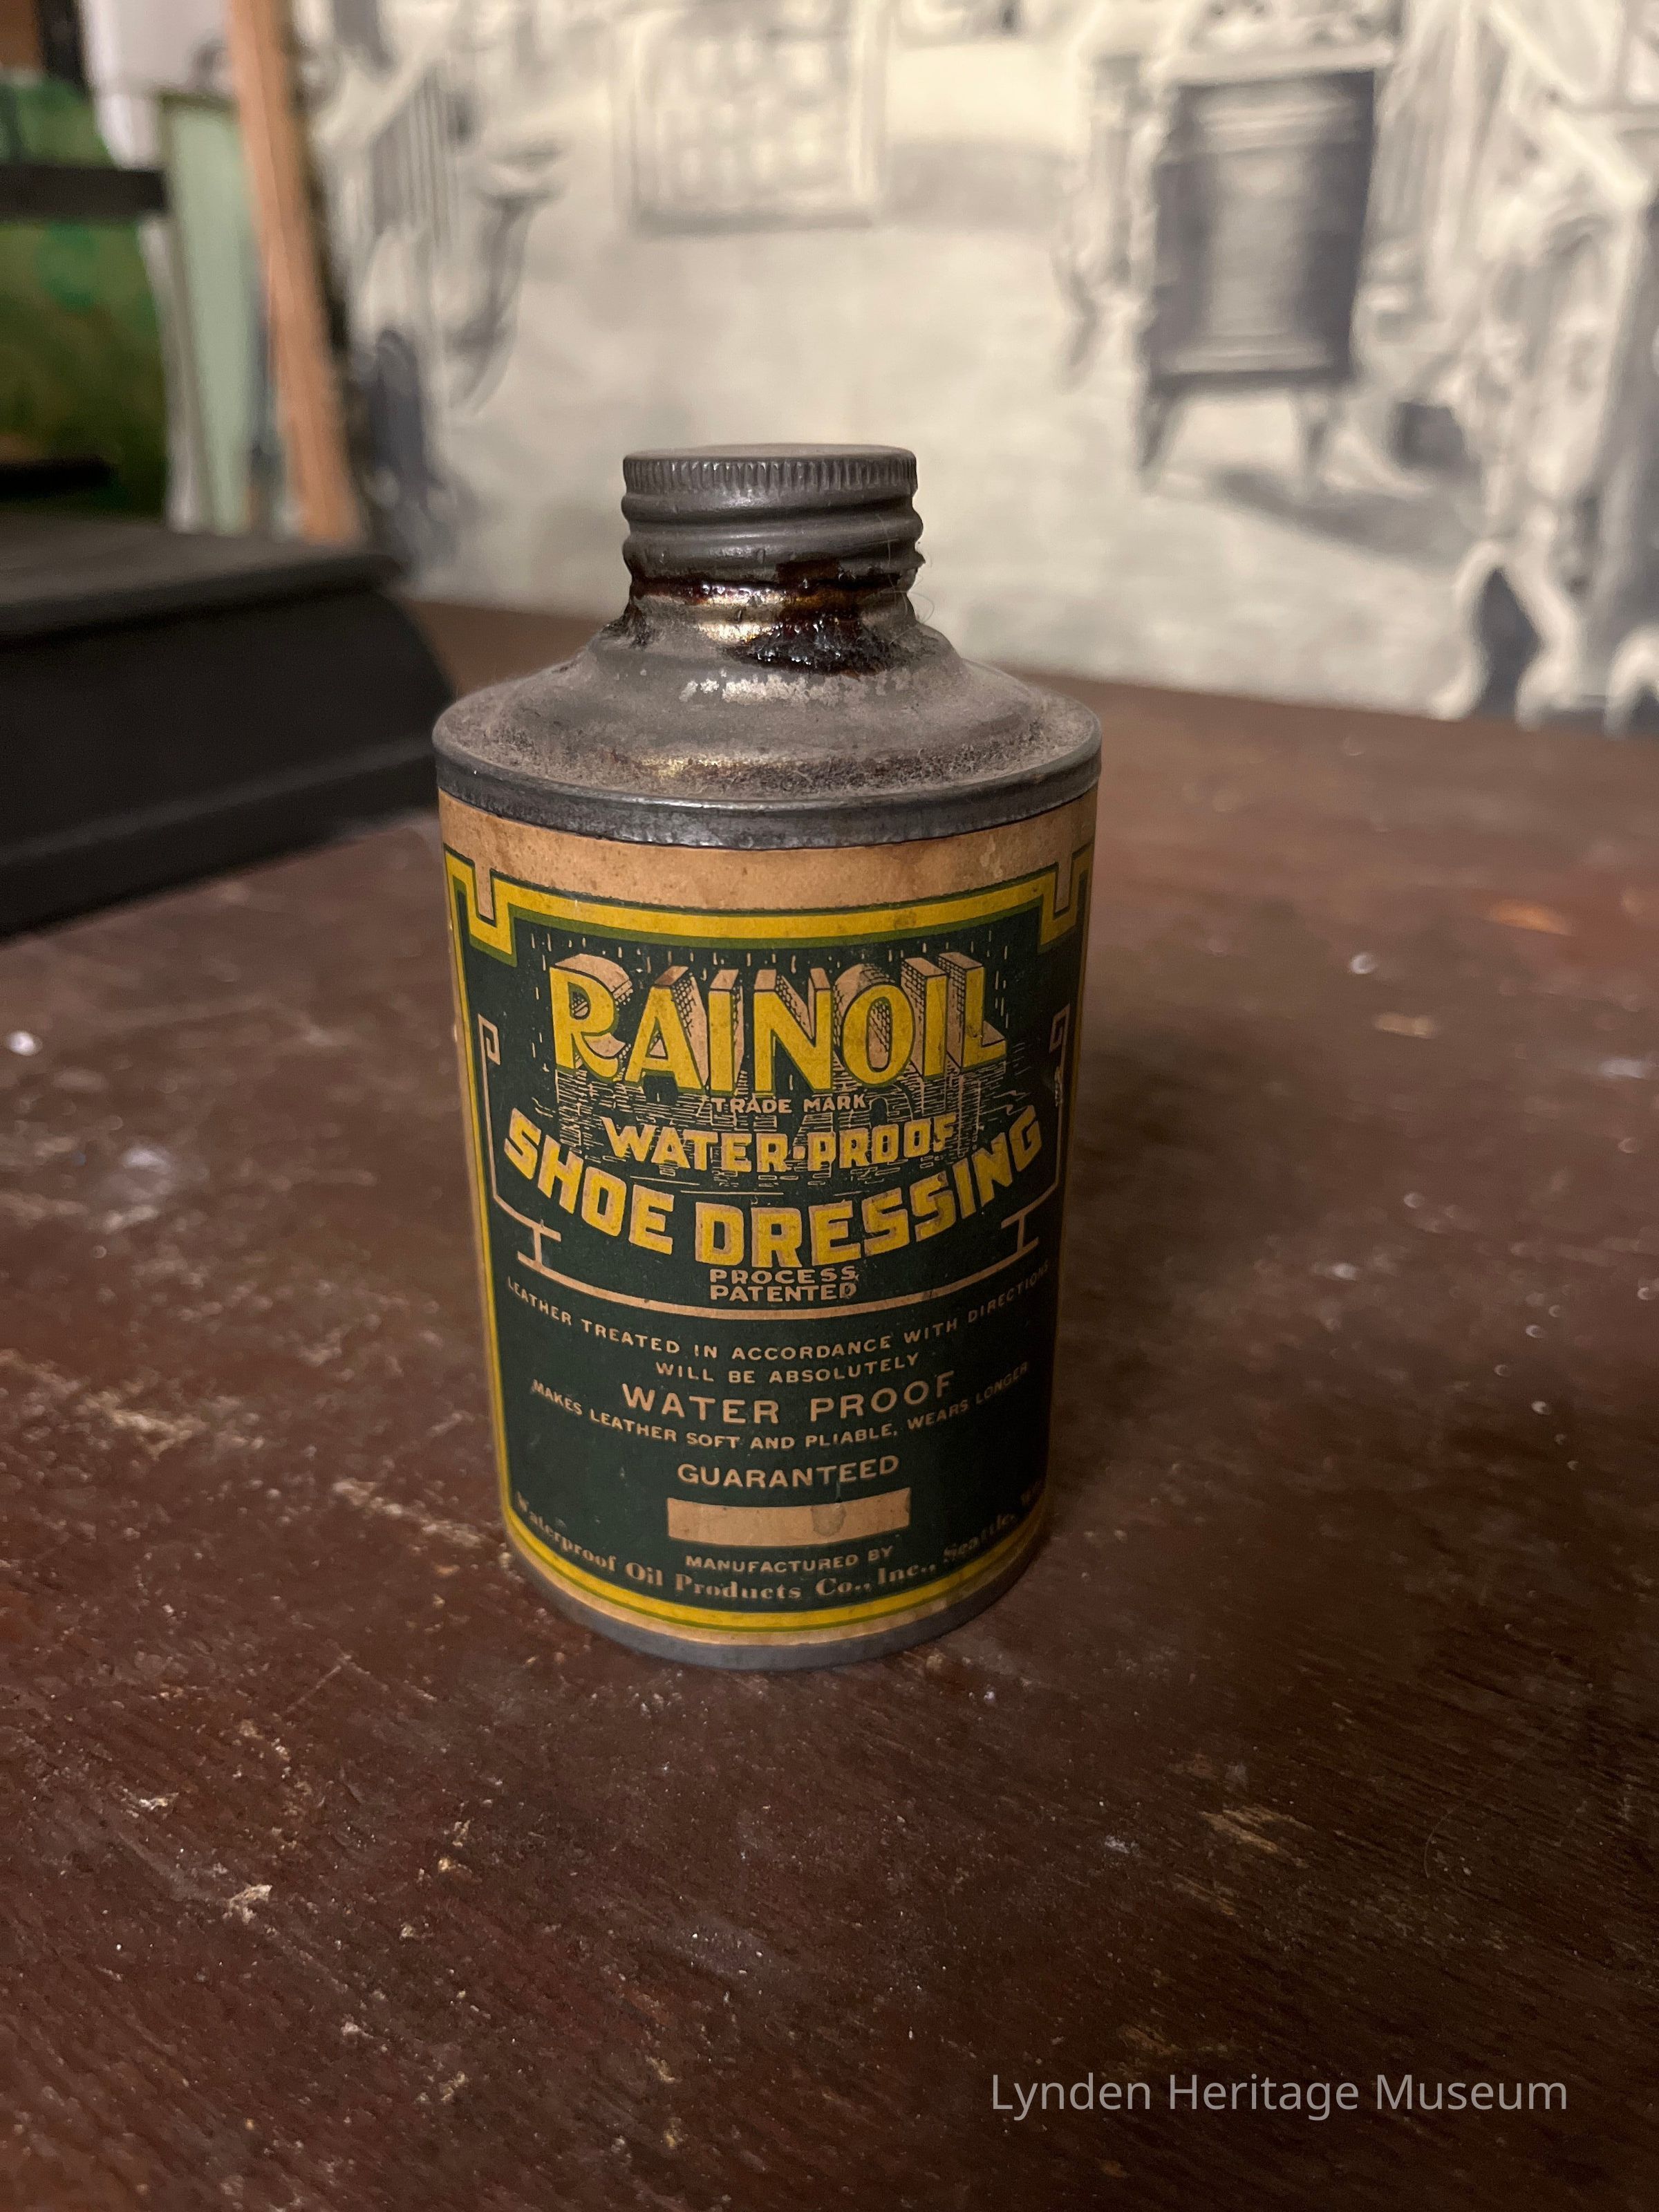 RAINOIL
TRADE MARK
WATER-PROOF
SHOE DRESSING
PROCESS
PATENTED
LEATHER TREATED IN ACCORDANCE WITH DIRECTIONS
WILL BE ABSOLUTELY
WATER PROOF
MAKES LEATHER SOFT AND PLIABLE, WEARS LONGER
GUARANTEED
MANUFACTURED BY
Waterproof Oil Products Co., Inc., Seattle,
Lynden Heritage Museum